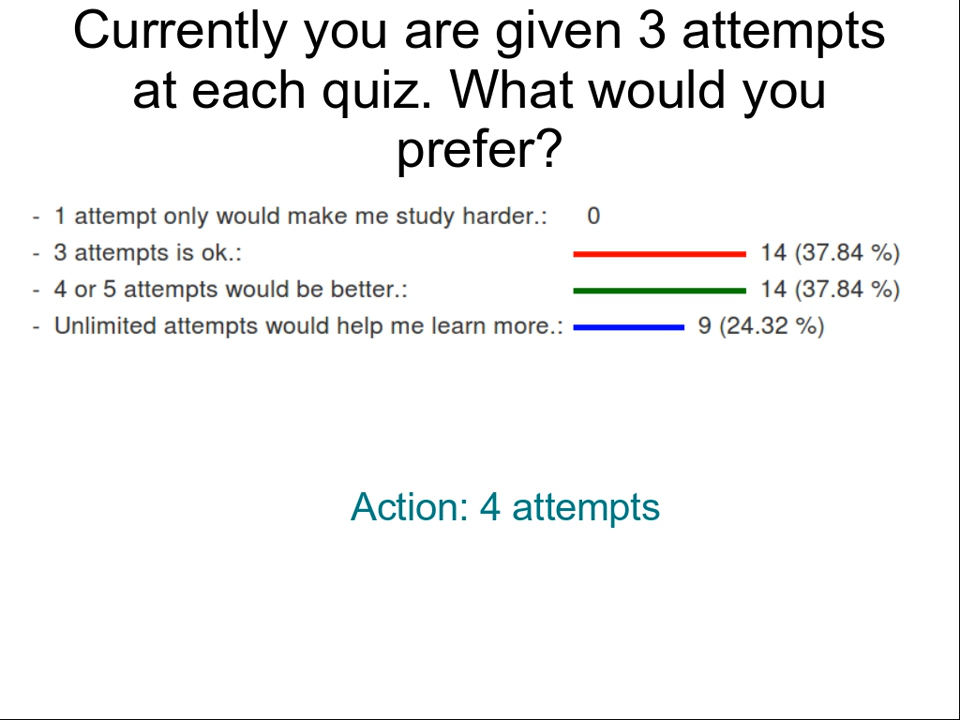 Currently you are given 3 attempts
at each quiz. What would you
prefer?
- 1 attempt only would make me study harder.: 0
- 3 attempts is ok.: 14 (37.84 %)
- 4 or 5 attempts would be better.: 14 (37.84 %)
- Unlimited attempts would help me learn more.: 9 (24.32 %)
Action: 4 attempts